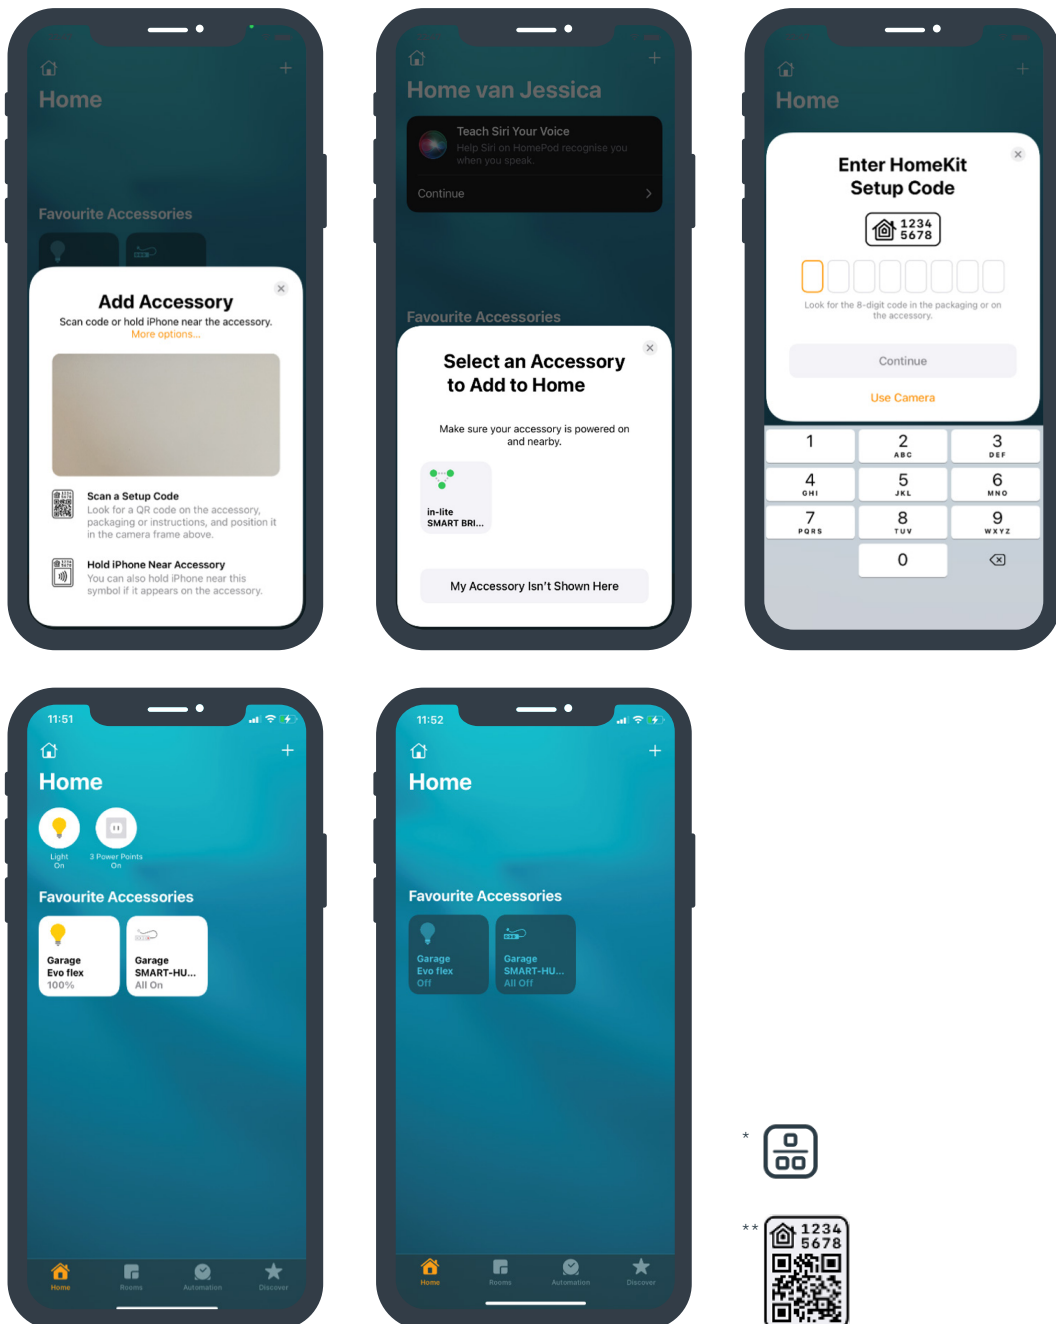 Home
Favourite Accessories
Add Accessory
Scan code or hold iPhone near the accessory.
More options...
Scan a Setup Code
Look for a QR code on the accessory,
packaging or instructions, and position it
in the camera frame above.
Hold iPhone Near Accessory
You can also hold iPhone near this
symbol if it appears on the accessory.
Home van Jessica
Teach Siri Your Voice
Help Siri on HomePod recognise you
when you speak.
Continue
Favourite Accessories
Select an Accessory
to Add to Home
Make sure your accessory is powered on
and nearby.
in-lite
SMART BRI...
My Accessory Isn't Shown Here
Home
Enter HomeKit
Setup Code
1234
5678
Look for the 8-digit code in the packaging or on
the accessory.
Continue
Use Camera
1 2 3
ABC DEF
4 5 6
GHI JKL MNO
7 8 9
PQRS TUV WXYZ
0
11:51
Home
Light
On
3 Power Points
On
Favourite Accessories
Garage
Evo flex
100%
Garage
SMART-HU...
All On
Home Rooms Automation Discover
11:52
Home
Favourite Accessories
Garage
Evo flex
Off
Garage
SMART-HU...
All Off
Home Rooms Automation Discover
*
**
1234
5678